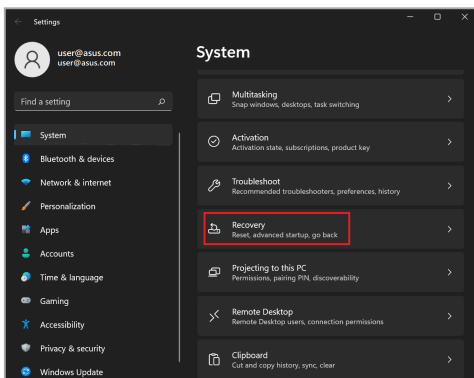 Settings
user@asus.com
user@asus.com
Find a setting
System
Bluetooth & devices
Network & internet
Personalization
Apps
Accounts
Time & language
Gaming
Accessibility
Privacy & security
Windows Update
System
Multitasking
Snap windows, desktops, task switching
Activation
Activation state, subscriptions, product key
Troubleshoot
Recommended troubleshooters, preferences, history
Recovery
Reset, advanced startup, go back
Projecting to this PC
Permissions, pairing PIN, discoverability
Remote Desktop
Remote Desktop users, connection permissions
Clipboard
Cut and copy history, sync, clear